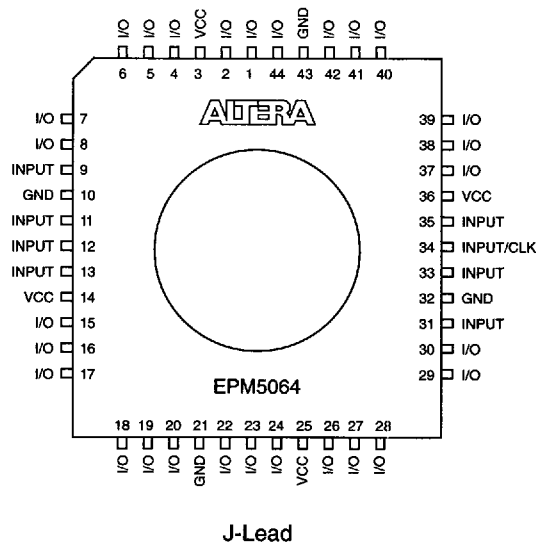 I/O I/O I/O VCC I/O I/O I/O GND I/O I/O I/O
6 5 4 3 2 1 44 43 42 41 40
ALTERA
I/O 7
I/O 8
INPUT 9
GND 10
INPUT 11
INPUT 12
INPUT 13
VCC 14
I/O 15
I/O 16
I/O 17
39 I/O
38 I/O
37 I/O
36 VCC
35 INPUT
34 INPUT/CLK
33 INPUT
32 GND
31 INPUT
30 I/O
29 I/O
EPM5064
18 19 20 21 22 23 24 25 26 27 28
I/O I/O I/O GND I/O I/O I/O VCC I/O I/O I/O
J-Lead